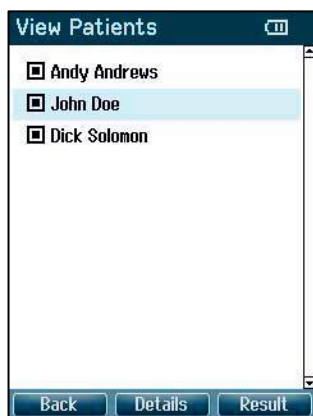 View Patients
Andy Andrews
John Doe
Dick Solomon
Back Details Result